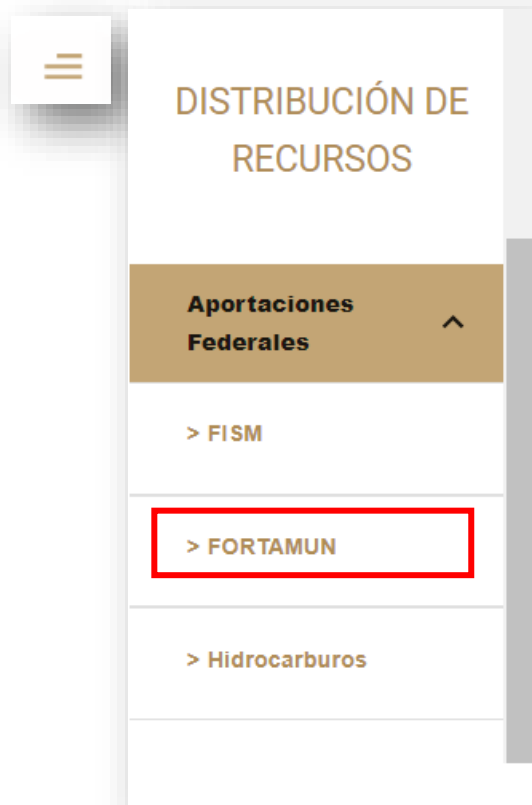 DISTRIBUCIÓN DE
RECURSOS
Aportaciones
Federales
> FISM
> FORTAMUN
> Hidrocarburos